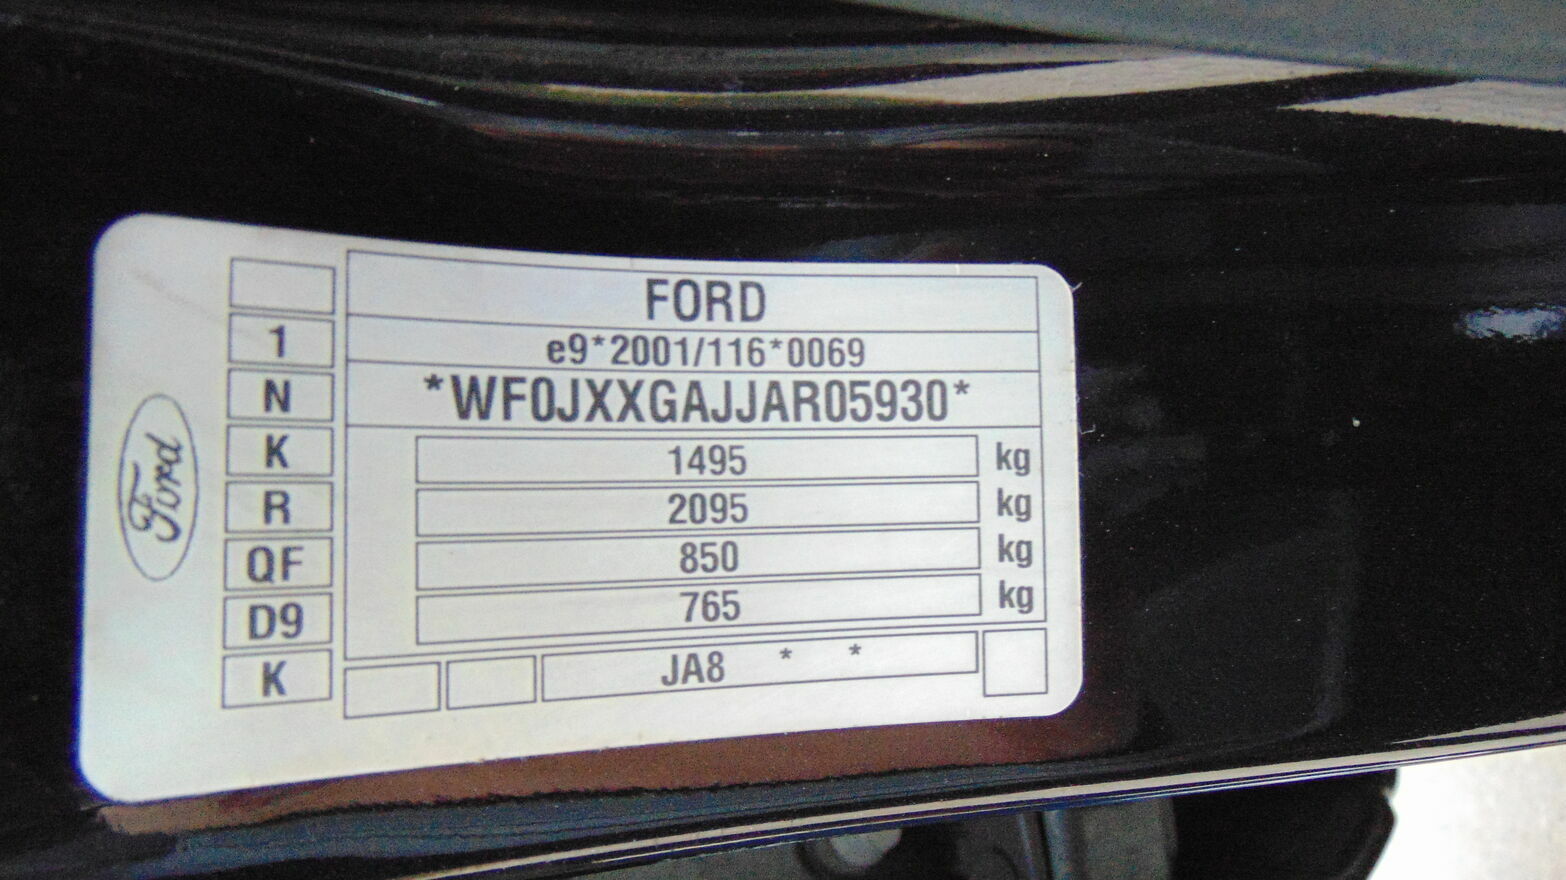 Ford
1
N
K
R
QF
D9
K
FORD
e9*2001/116*0069
*WF0JXXGAJJAR05930*
1495 kg
2095 kg
850 kg
765 kg
JA8 * *